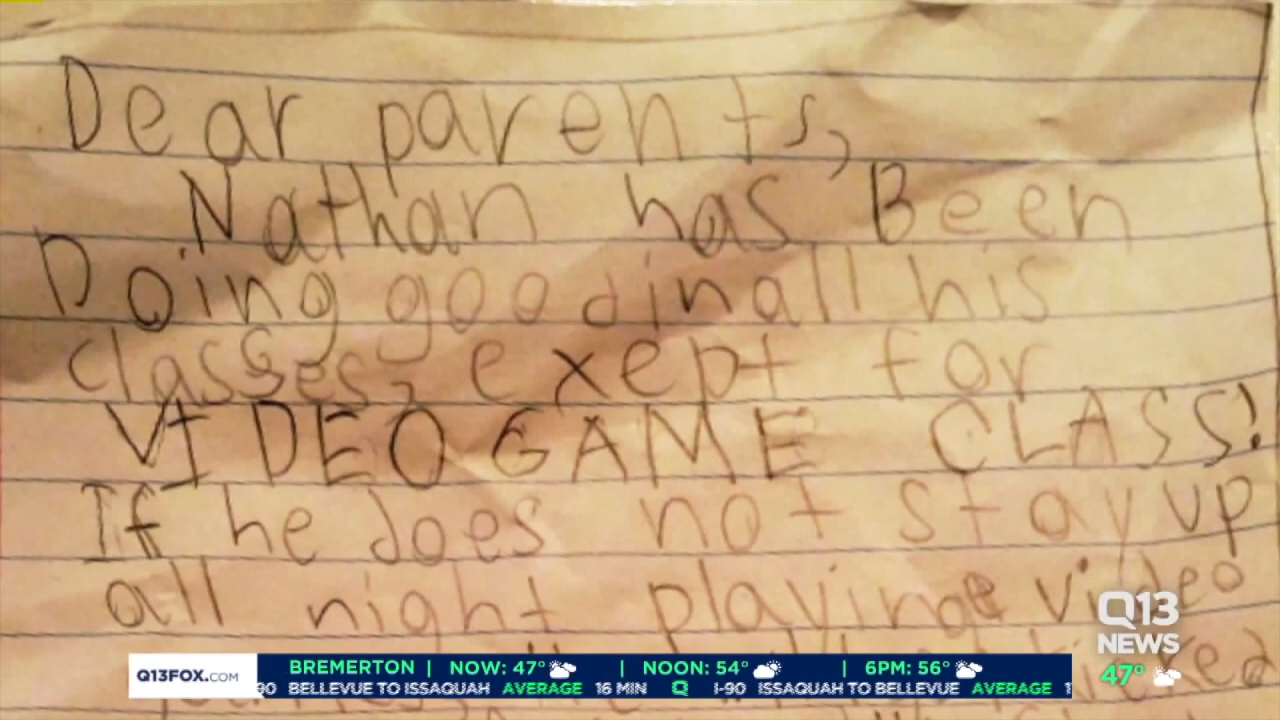 Dear parents,
Nathan has Been
Doing good in all his
classes, exept for
VIDEO GAME CLASS!
If he does not stay up
all night playing video
Q13
NEWS
47°
Q13FOX.COM
BREMERTON | NOW: 47° | NOON: 54° | 6PM: 56°
90 BELLEVUE TO ISSAQUAH AVERAGE 16 MIN Q I-90 ISSAQUAH TO BELLEVUE AVERAGE 1